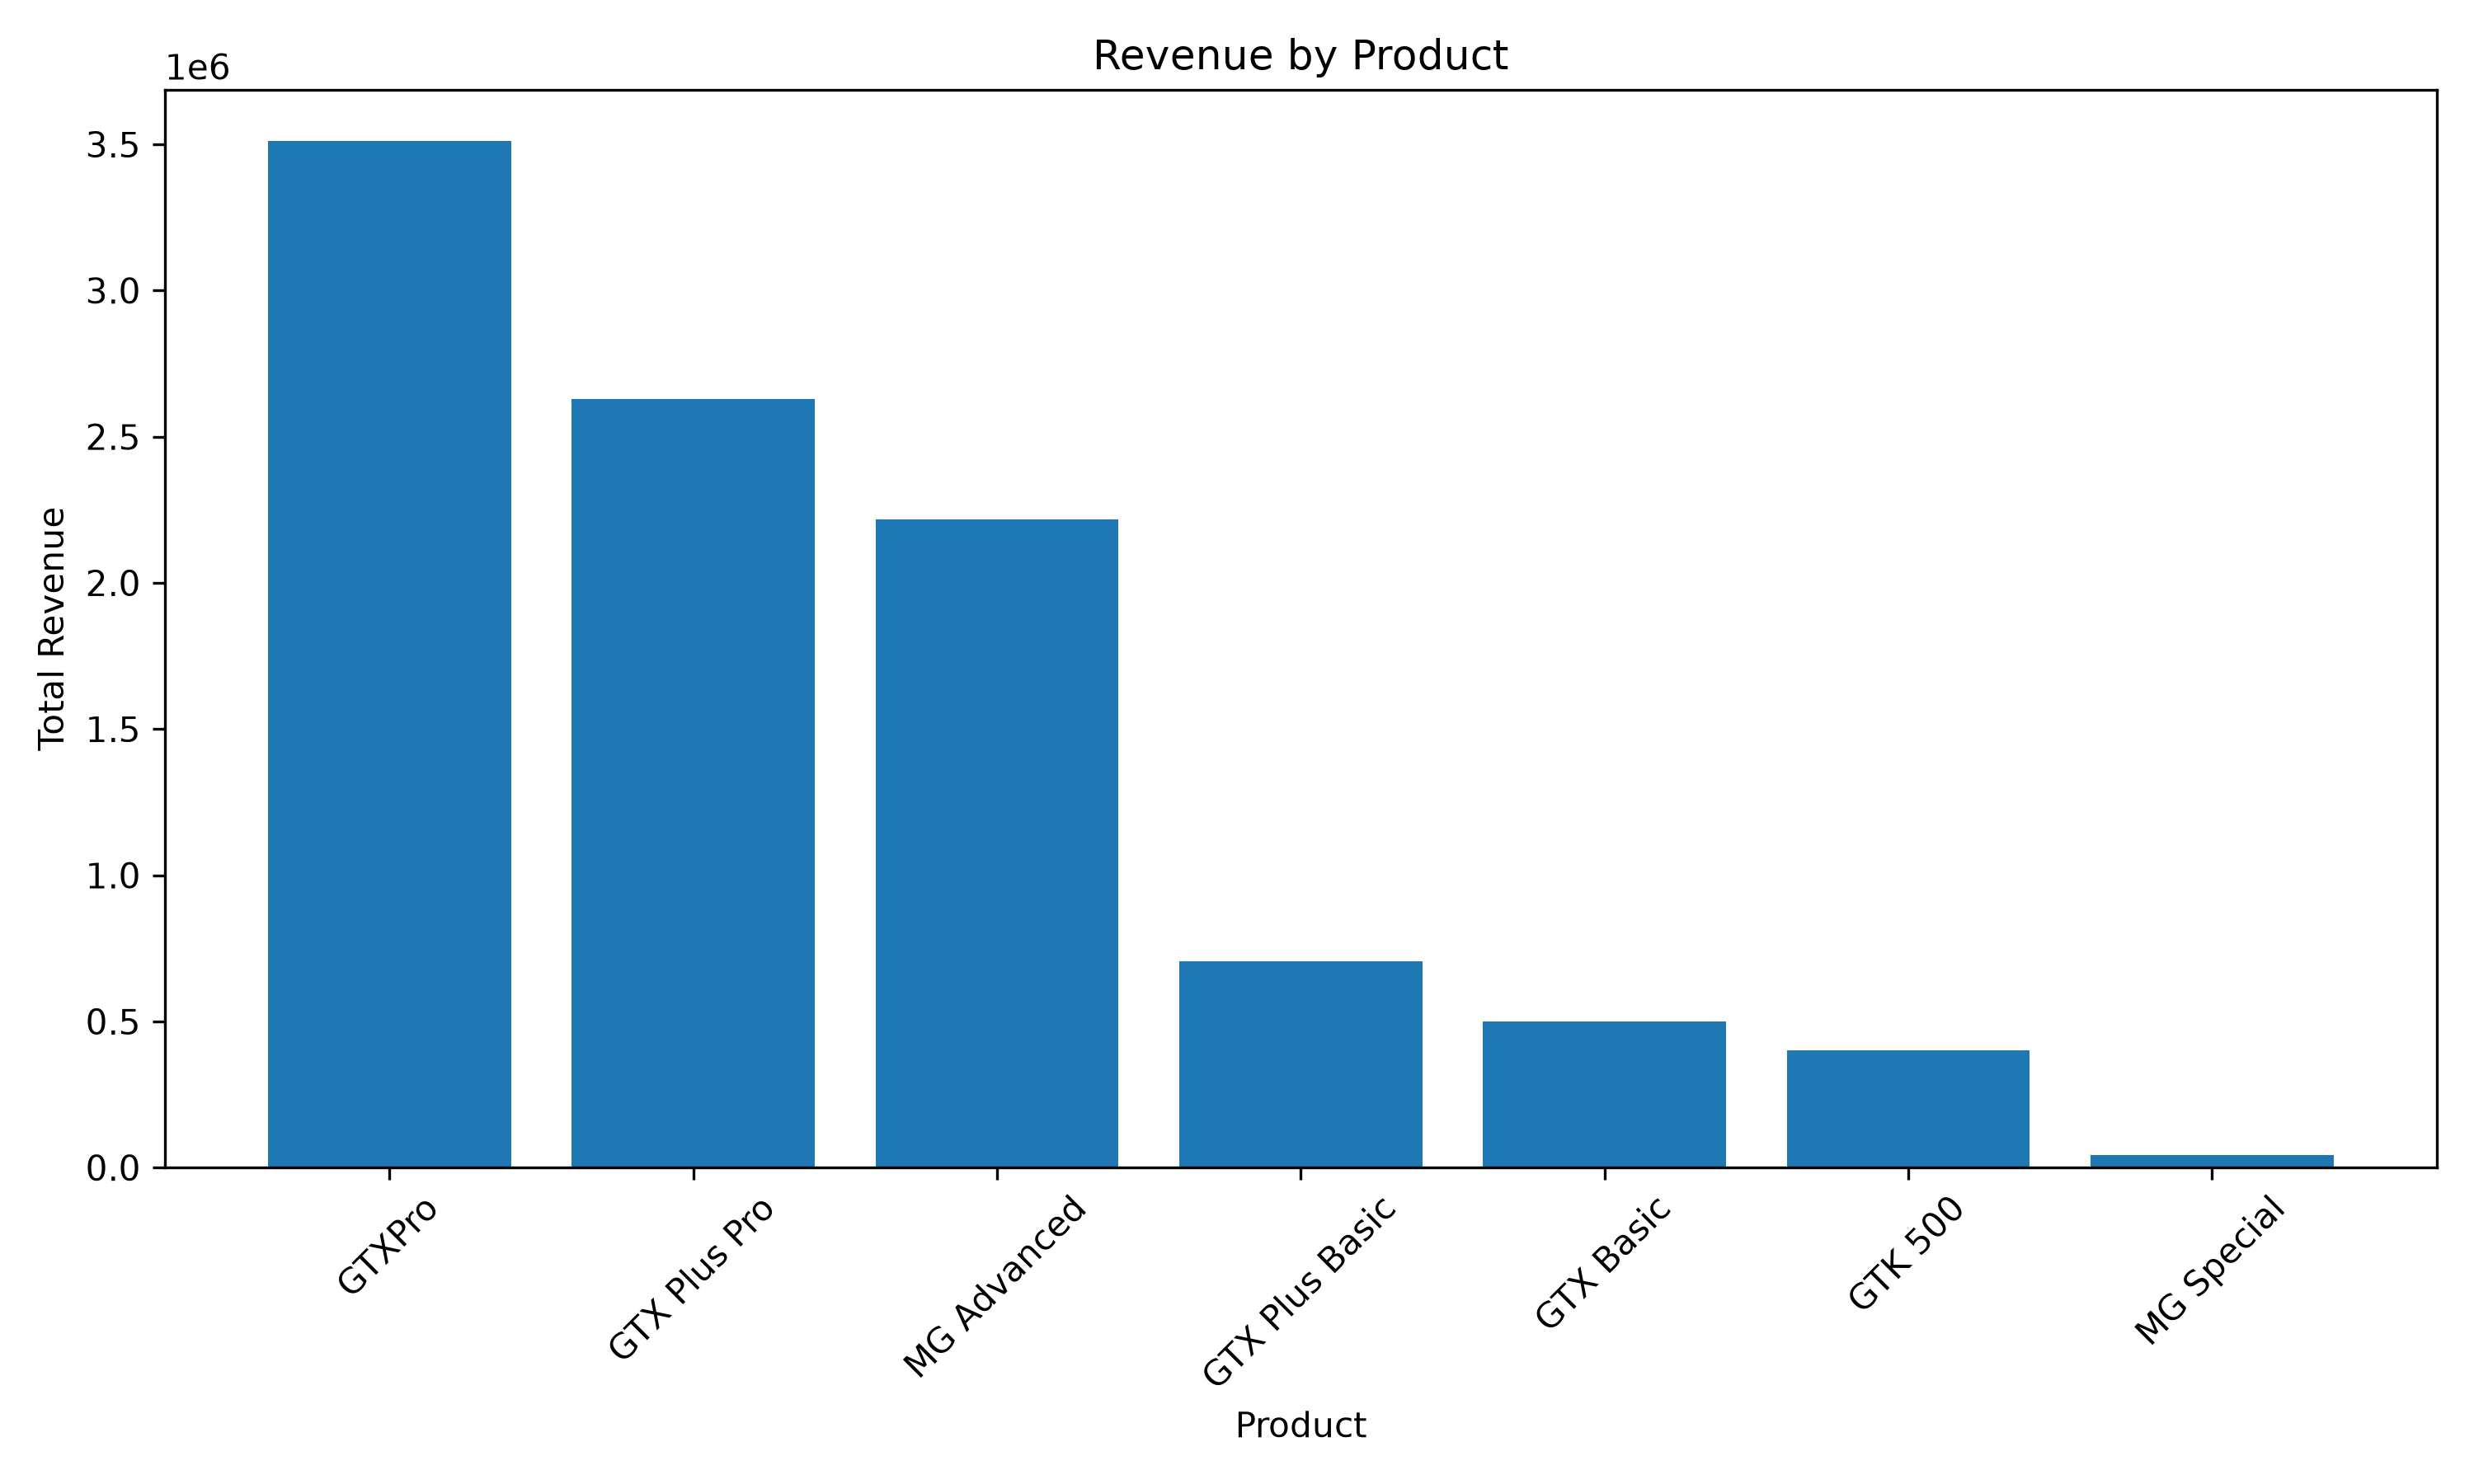 Revenue by Product
1e6
3.5
3.0
2.5
2.0
1.5
1.0
0.5
0.0
Total Revenue
GTXPro
GTX Plus Pro
MG Advanced
GTX Plus Basic
GTX Basic
GTK 500
MG Special
Product